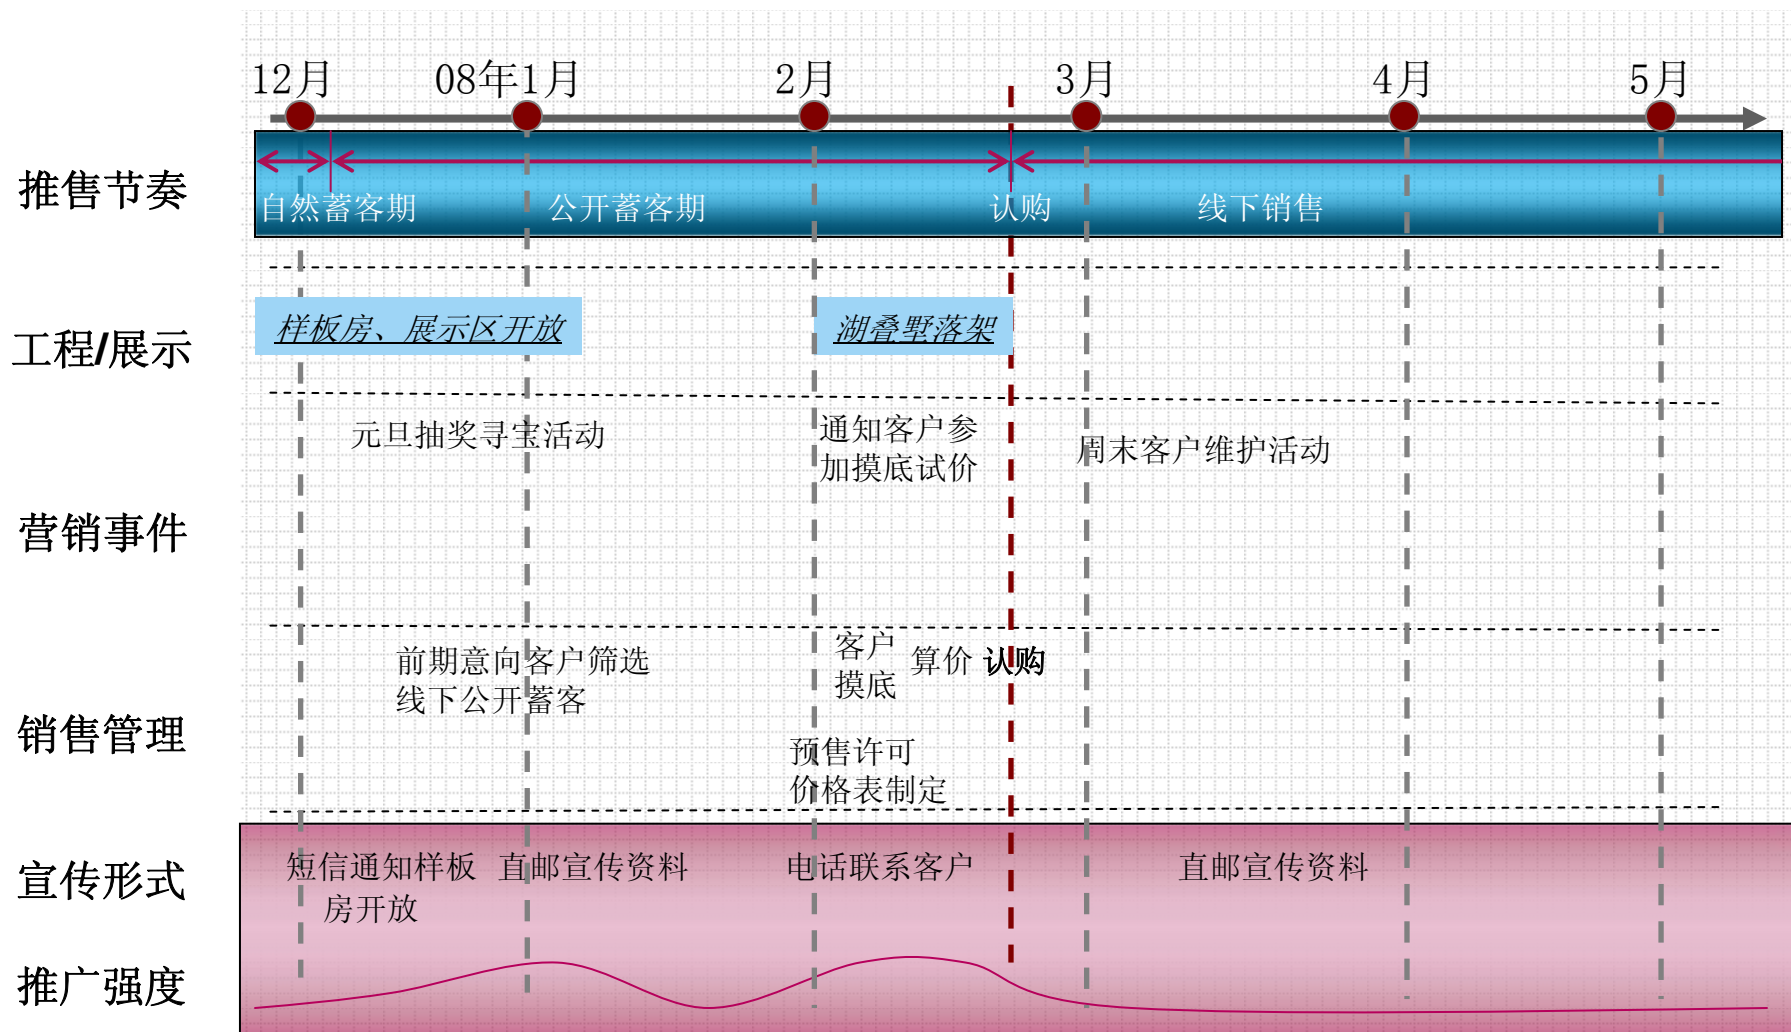 12月 08年1月 2月 3月 4月 5月
推售节奏
自然蓄客期 公开蓄客期 认购 线下销售
工程/展示
样板房、展示区开放 湖叠墅落架
营销事件
元旦抽奖寻宝活动
通知客户参
加摸底试价
周末客户维护活动
销售管理
前期意向客户筛选
线下公开蓄客
客户
摸底
算价 认购
预售许可
价格表制定
宣传形式
短信通知样板
房开放
直邮宣传资料
电话联系客户
直邮宣传资料
推广强度